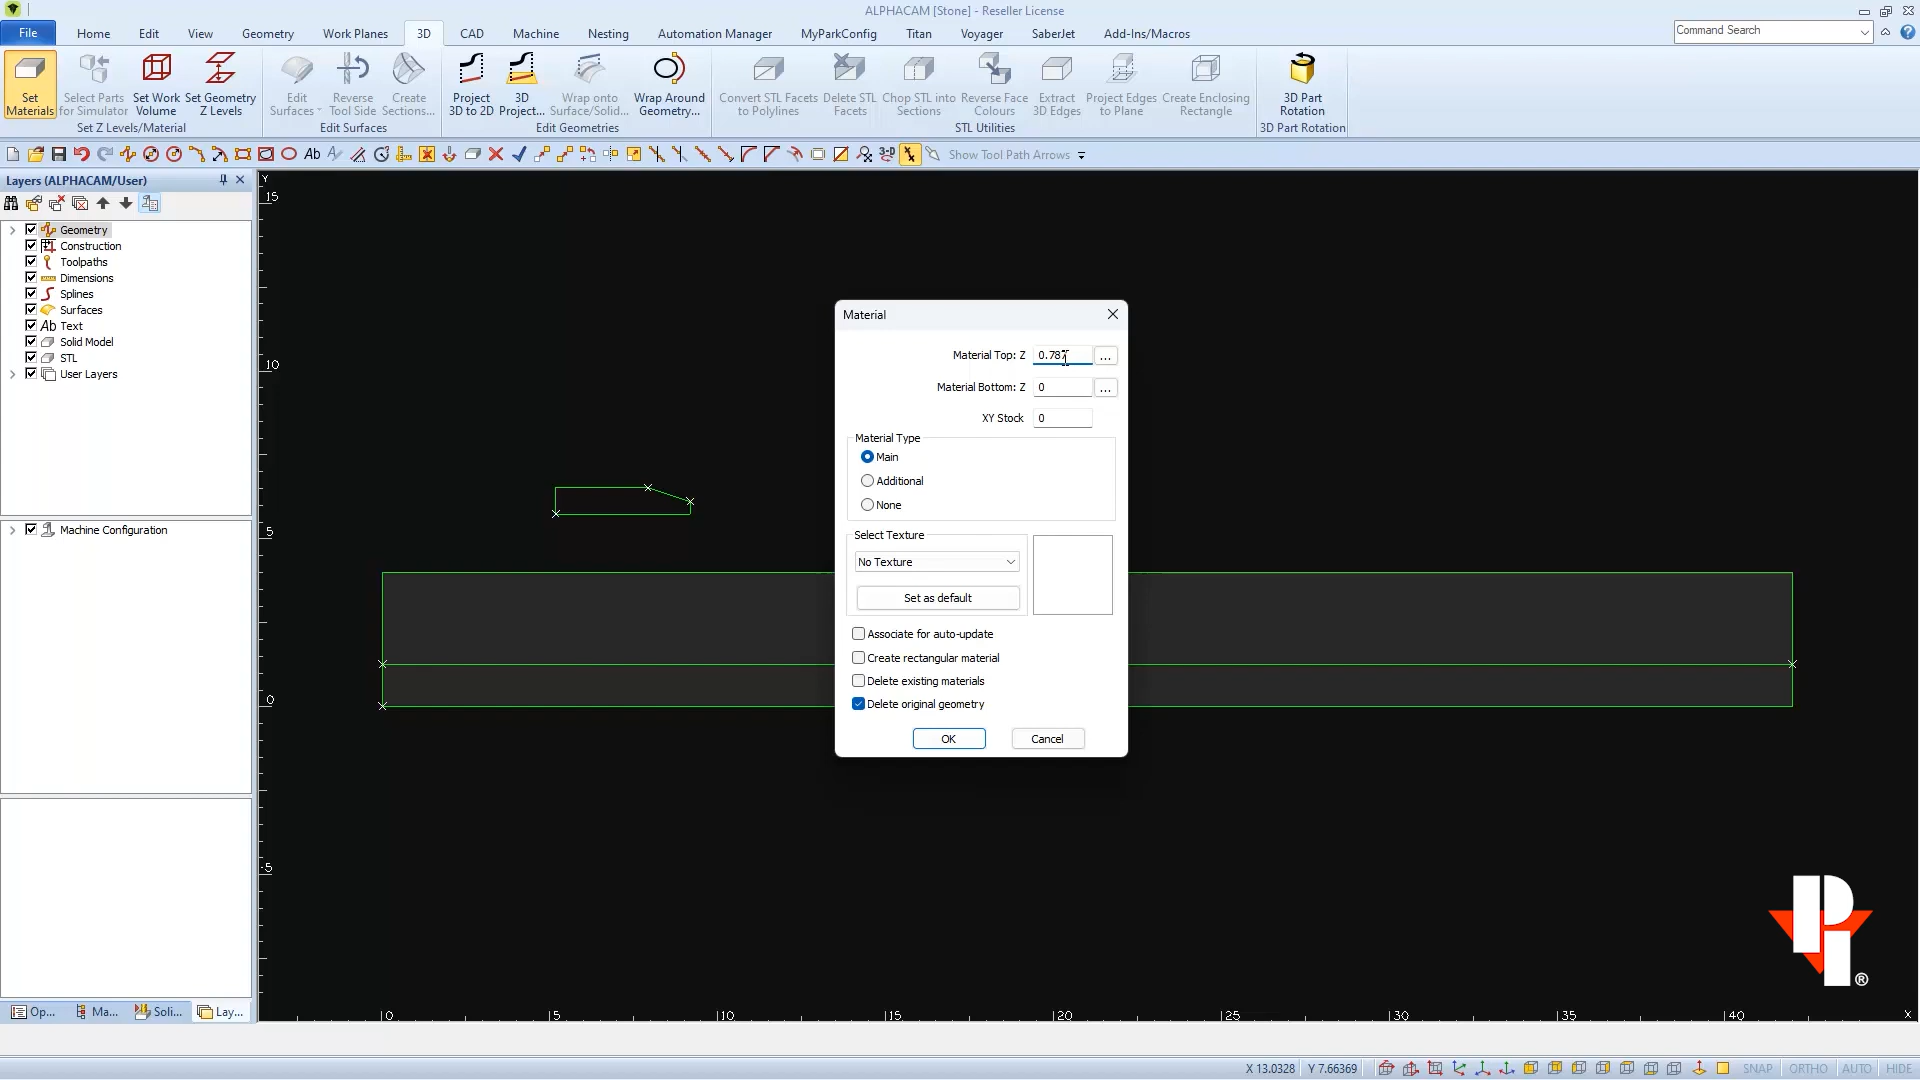 ALPHACAM [Stone] - Reseller License
File Home Edit View Geometry Work Planes 3D CAD Machine Nesting Automation Manager MyParkConfig Titan Voyager SaberJet Add-Ins/Macros Command Search
Set Materials
Select Parts for Simulator
Set Work Volume
Set Geometry Z Levels
Edit Surfaces
Reverse Tool Side
Create Sections...
Project 3D to 2D
3D Project...
Wrap onto Surface/Solid...
Wrap Around Geometry...
Convert STL Facets to Polylines
Delete STL Facets
Chop STL into Sections
Reverse Face Colours
Extract 3D Edges
Project Edges to Plane
Create Enclosing Rectangle
3D Part Rotation
Set Z Levels/Material Edit Surfaces Edit Geometries STL Utilities 3D Part Rotation
Ab A 3-D Show Tool Path Arrows
Layers (ALPHACAM/User)
Geometry
Construction
Toolpaths
Dimensions
Splines
Surfaces
Ab Text
Solid Model
STL
User Layers
Machine Configuration
Op... Ma... Soli... Lay...
Y
15
10
5
0
-5
Material
Material Top: Z 0.787 ...
Material Bottom: Z 0 ...
XY Stock 0
Material Type
Main
Additional
None
Select Texture
No Texture
Set as default
Associate for auto-update
Create rectangular material
Delete existing materials
Delete original geometry
OK Cancel
®
0 5 10 15 20 25 30 35 40 X
X 13.0328 Y 7.66369 SNAP ORTHO AUTO HIDE